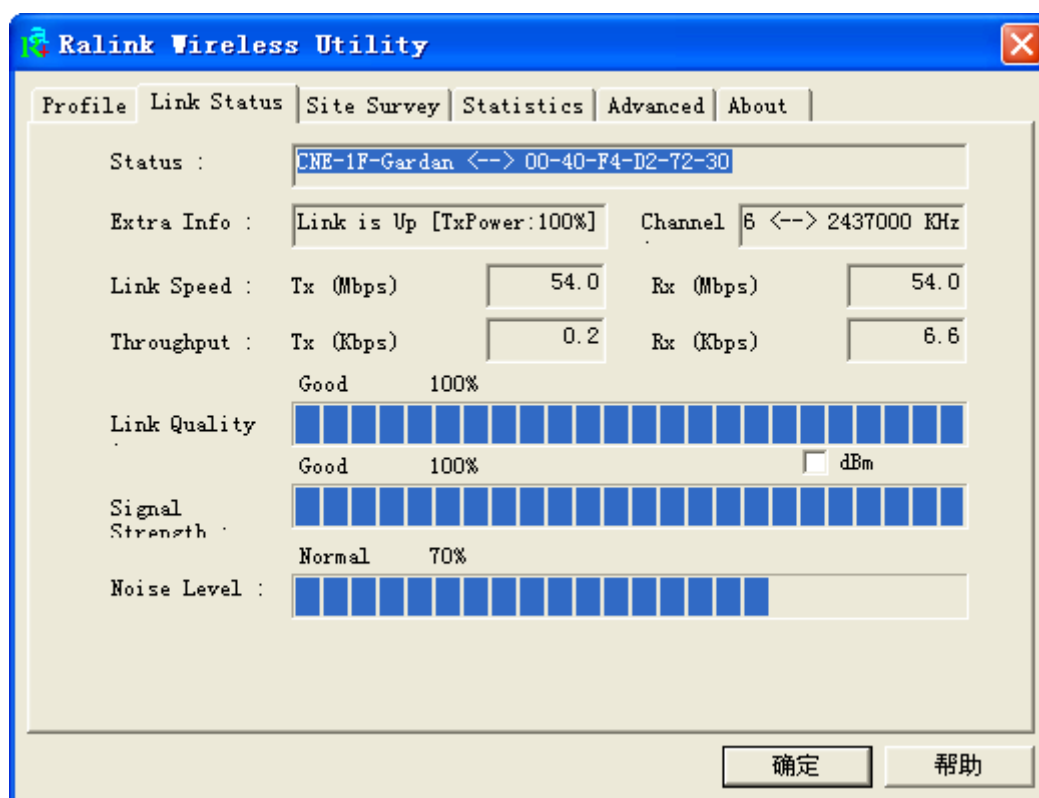 Ralink Wireless Utility
Profile Link Status Site Survey Statistics Advanced About
Status : CNE-1F-Gardan <--> 00-40-F4-D2-72-30
Extra Info : Link is Up [TxPower:100%] Channel 6 <--> 2437000 KHz
Link Speed : Tx (Mbps) 54.0 Rx (Mbps) 54.0
Throughput : Tx (Kbps) 0.2 Rx (Kbps) 6.6
Good 100%
Link Quality
Good 100% dBm
Signal
Strength :
Normal 70%
Noise Level :
确定 帮助